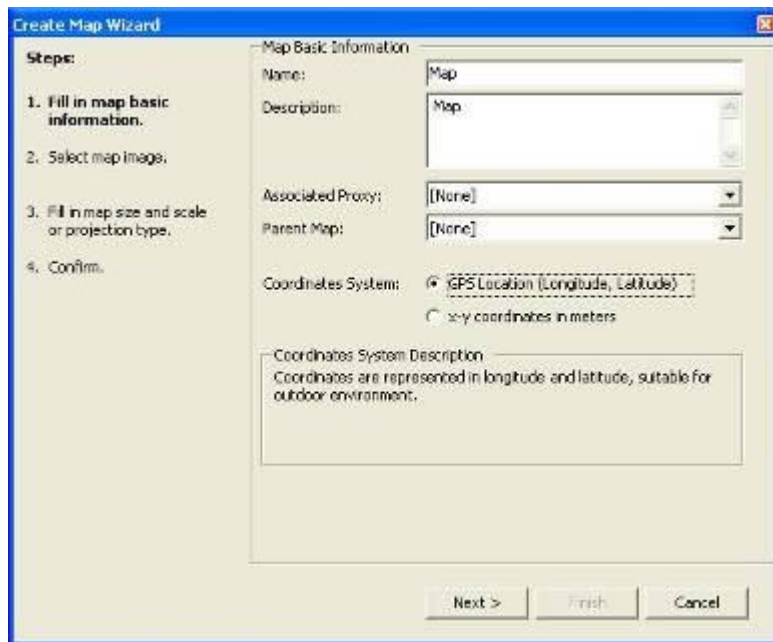 Create Map Wizard
Steps:
1. Fill in map basic
information.
2. Select map image.
3. Fill in map size and scale
or projection type.
4. Confirm.
Map Basic Information
Name:
Map
Description:
Map
Associated Proxy:
[None]
Parent Map:
[None]
Coordinates System:
GPS Location (Longitude, Latitude)
x-y coordinates in meters
Coordinates System Description
Coordinates are represented in longitude and latitude, suitable for
outdoor environment.
Next >
Finish
Cancel